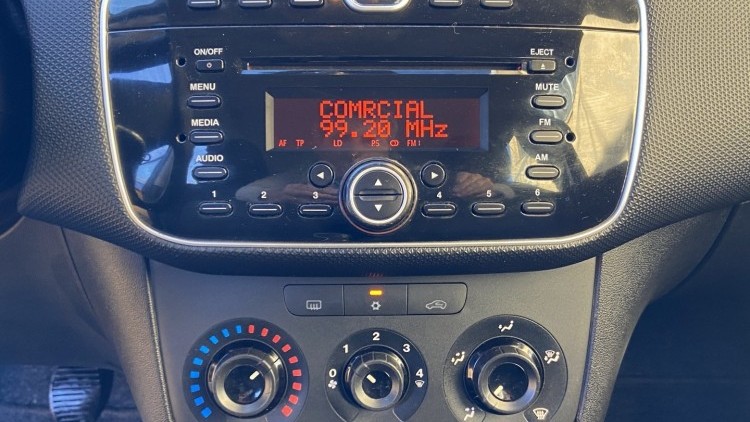 ON/OFF
EJECT
MENU
MUTE
COMRCIAL
99.20 MHz
MEDIA
FM
AF TP LD PS FM1
AUDIO
AM
1 2 3 4 5 6
0 1 2 3 4